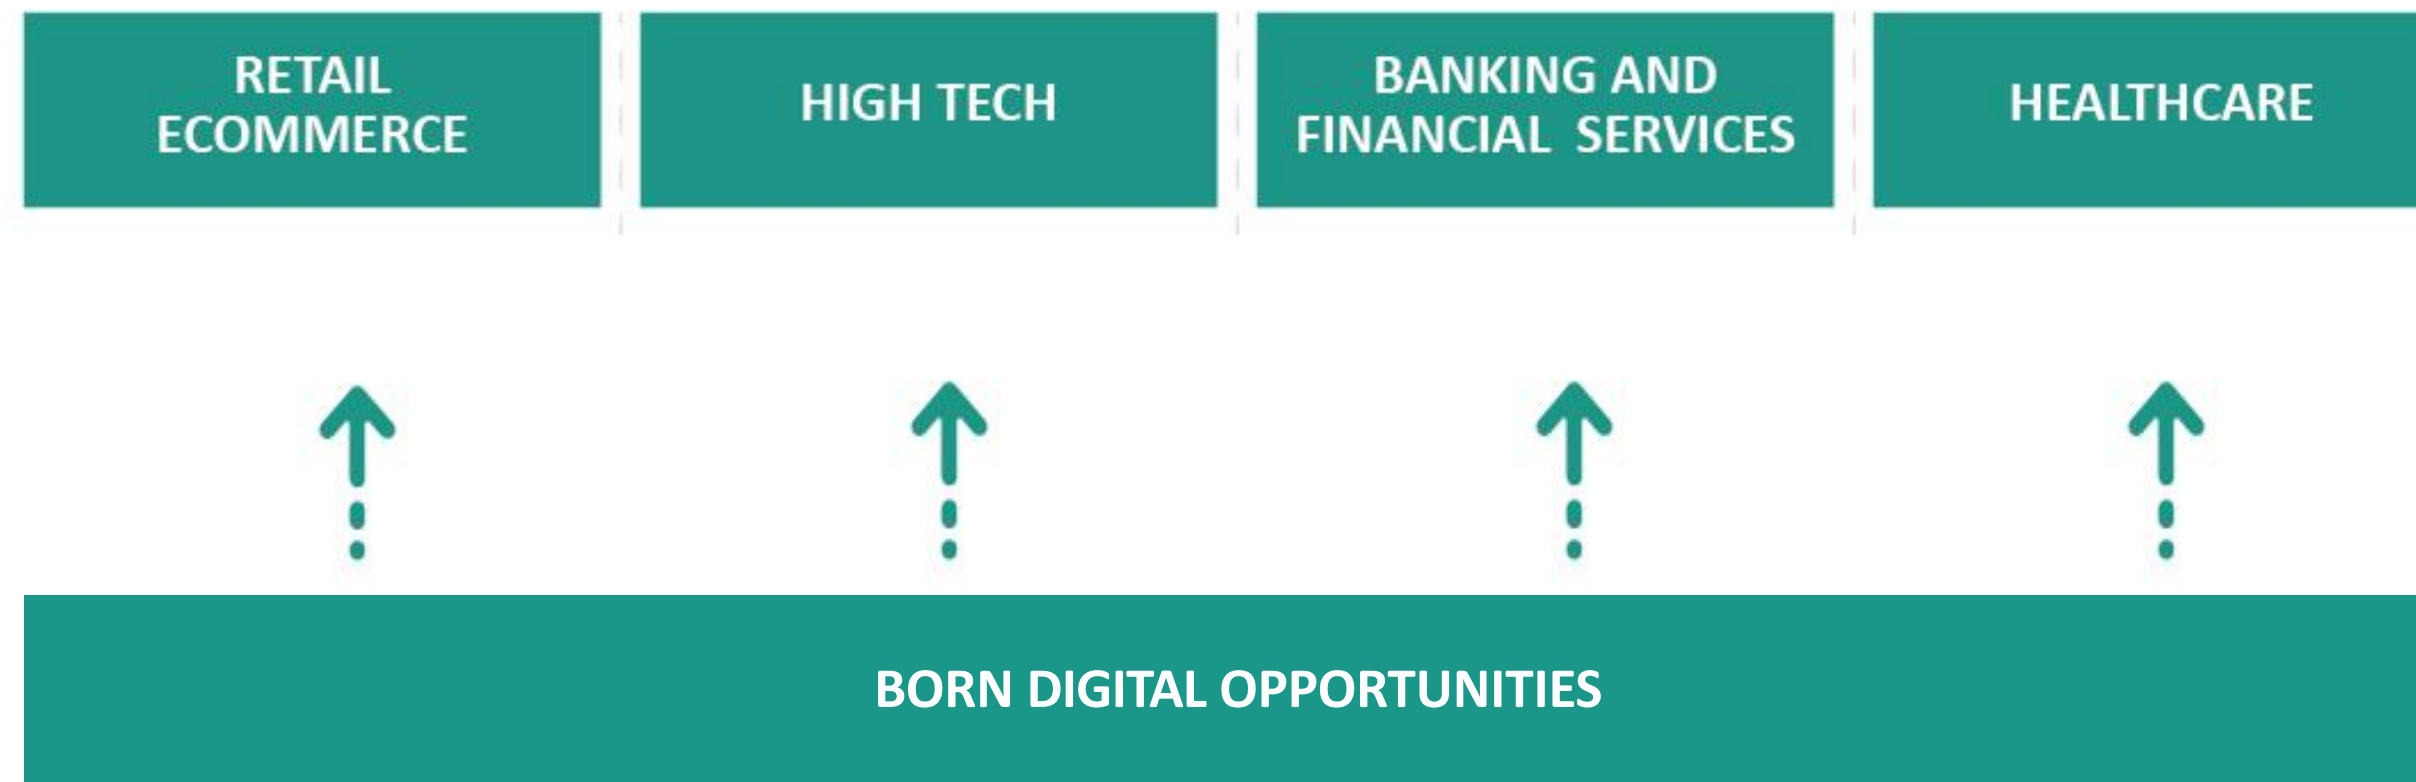 RETAIL
ECOMMERCE
HIGH TECH
BANKING AND
FINANCIAL SERVICES
HEALTHCARE
BORN DIGITAL OPPORTUNITIES